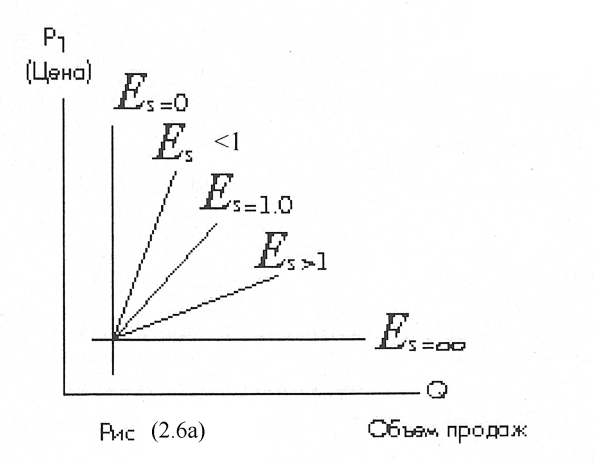 P1
(Цена)
Es=0
Es <1
Es=1.0
Es>1
Es=∞
Q
Рис (2.6а)
Объем продаж